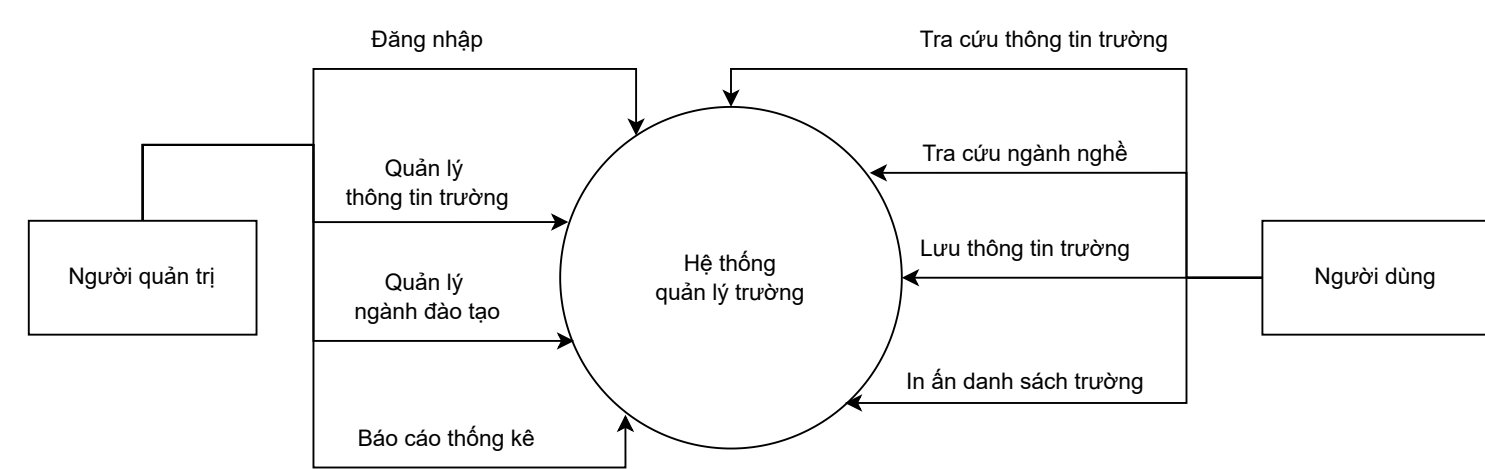 Đăng nhập
Tra cứu thông tin trường
Quản lý
thông tin trường
Tra cứu ngành nghề
Người quản trị
Quản lý
ngành đào tạo
Hệ thống
quản lý trường
Lưu thông tin trường
Người dùng
In ấn danh sách trường
Báo cáo thống kê